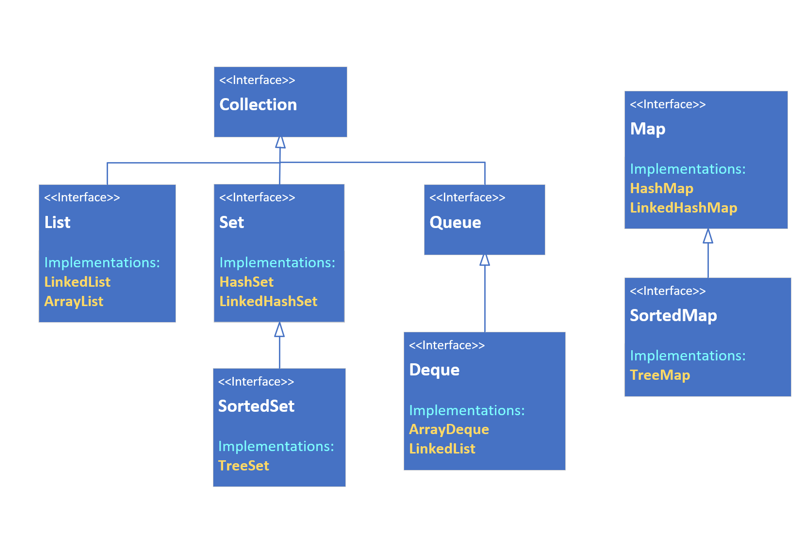 <<Interface>>
Collection
<<Interface>>
List
Implementations:
LinkedList
ArrayList
<<Interface>>
Set
Implementations:
HashSet
LinkedHashSet
<<Interface>>
Queue
<<Interface>>
SortedSet
Implementations:
TreeSet
<<Interface>>
Deque
Implementations:
ArrayDeque
LinkedList
<<Interface>>
Map
Implementations:
HashMap
LinkedHashMap
<<Interface>>
SortedMap
Implementations:
TreeMap